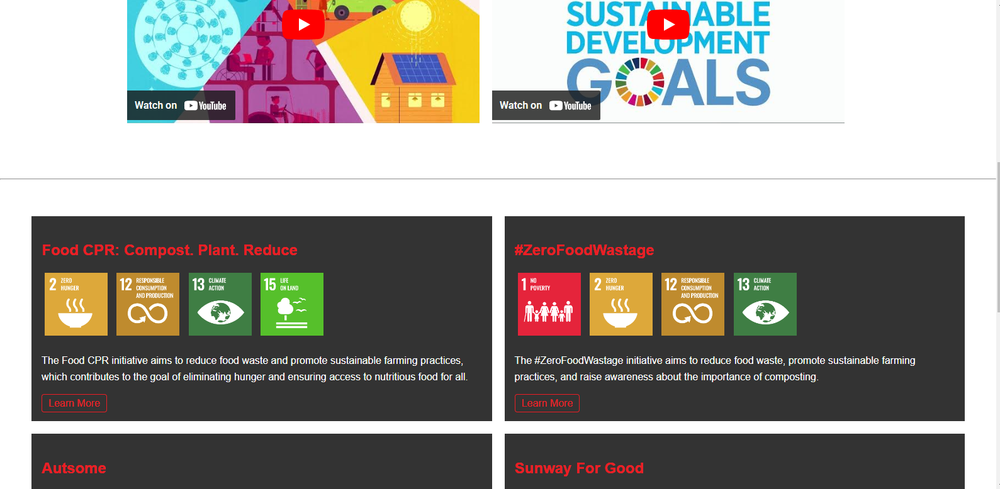 SUSTAINABLE
DEVELOPMENT
GOALS
Watch on YouTube
Watch on YouTube
Food CPR: Compost. Plant. Reduce
2 ZERO
HUNGER
12 RESPONSIBLE
CONSUMPTION
AND PRODUCTION
13 CLIMATE
ACTION
15 LIFE
ON LAND
The Food CPR initiative aims to reduce food waste and promote sustainable farming practices,
which contributes to the goal of eliminating hunger and ensuring access to nutritious food for all.
Learn More
#ZeroFoodWastage
1 NO
POVERTY
2 ZERO
HUNGER
12 RESPONSIBLE
CONSUMPTION
AND PRODUCTION
13 CLIMATE
ACTION
The #ZeroFoodWastage initiative aims to reduce food waste, promote sustainable farming
practices, and raise awareness about the importance of composting.
Learn More
Autsome
Sunway For Good